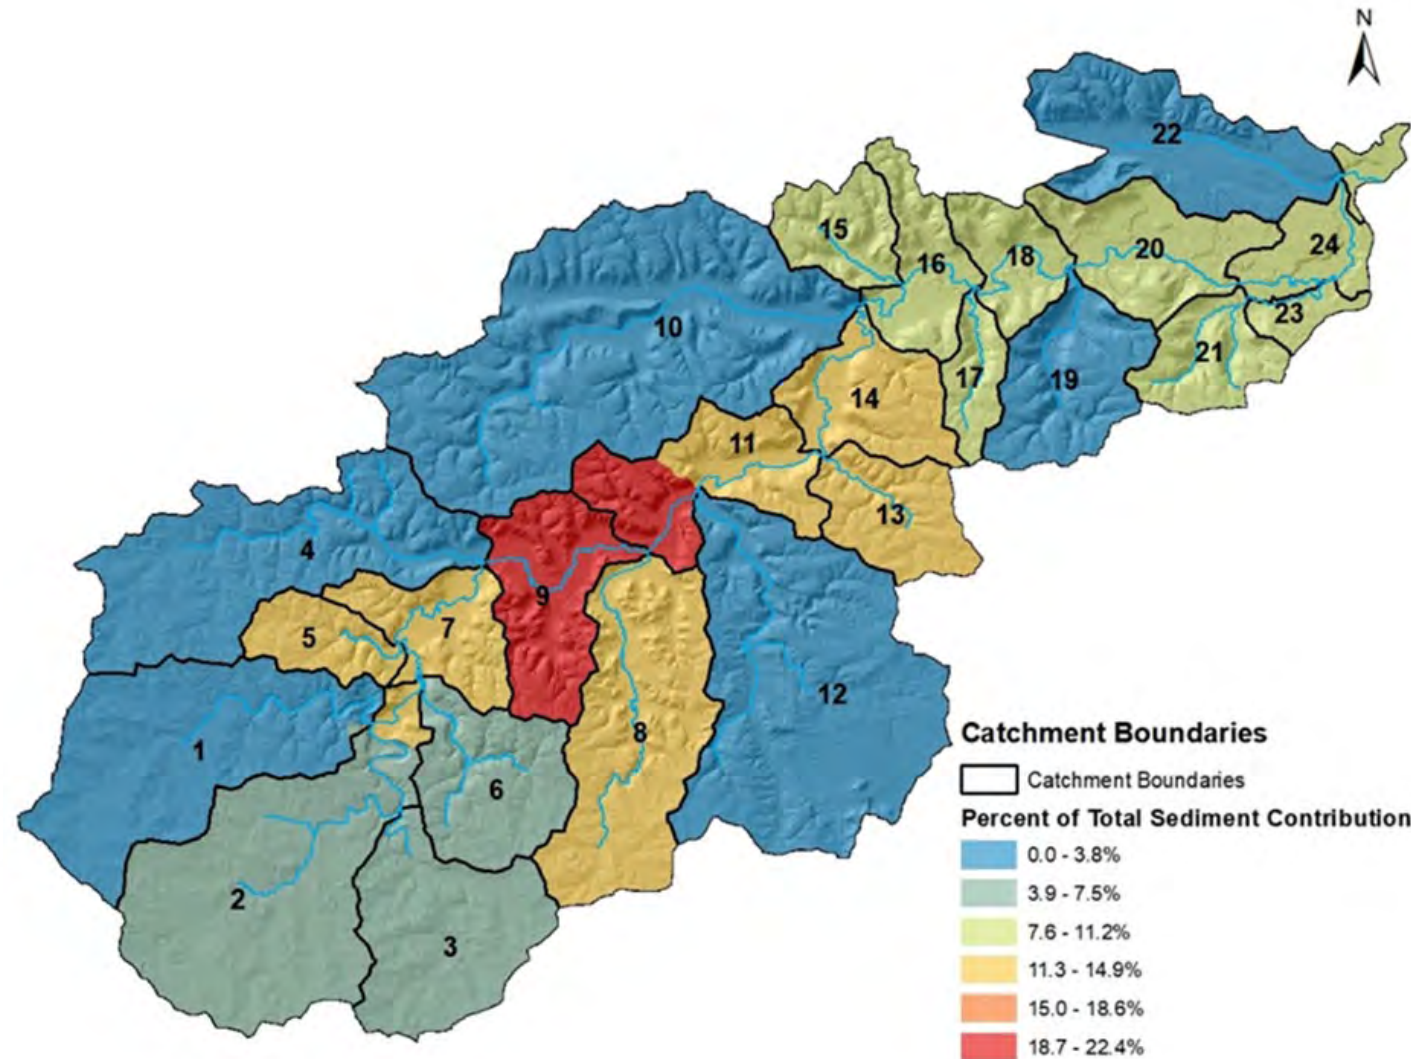 N
22
15
16
18
20
24
10
23
21
17
19
14
11
13
4
9
5
7
12
1
8
6
2
3
Catchment Boundaries
Catchment Boundaries
Percent of Total Sediment Contribution
0.0 - 3.8%
3.9 - 7.5%
7.6 - 11.2%
11.3 - 14.9%
15.0 - 18.6%
18.7 - 22.4%